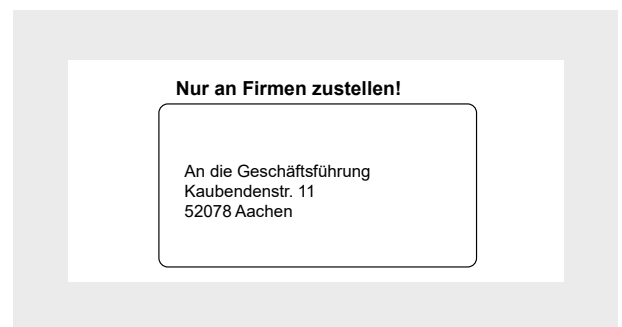 Nur an Firmen zustellen!
An die Geschäftsführung
Kaubendenstr. 11
52078 Aachen